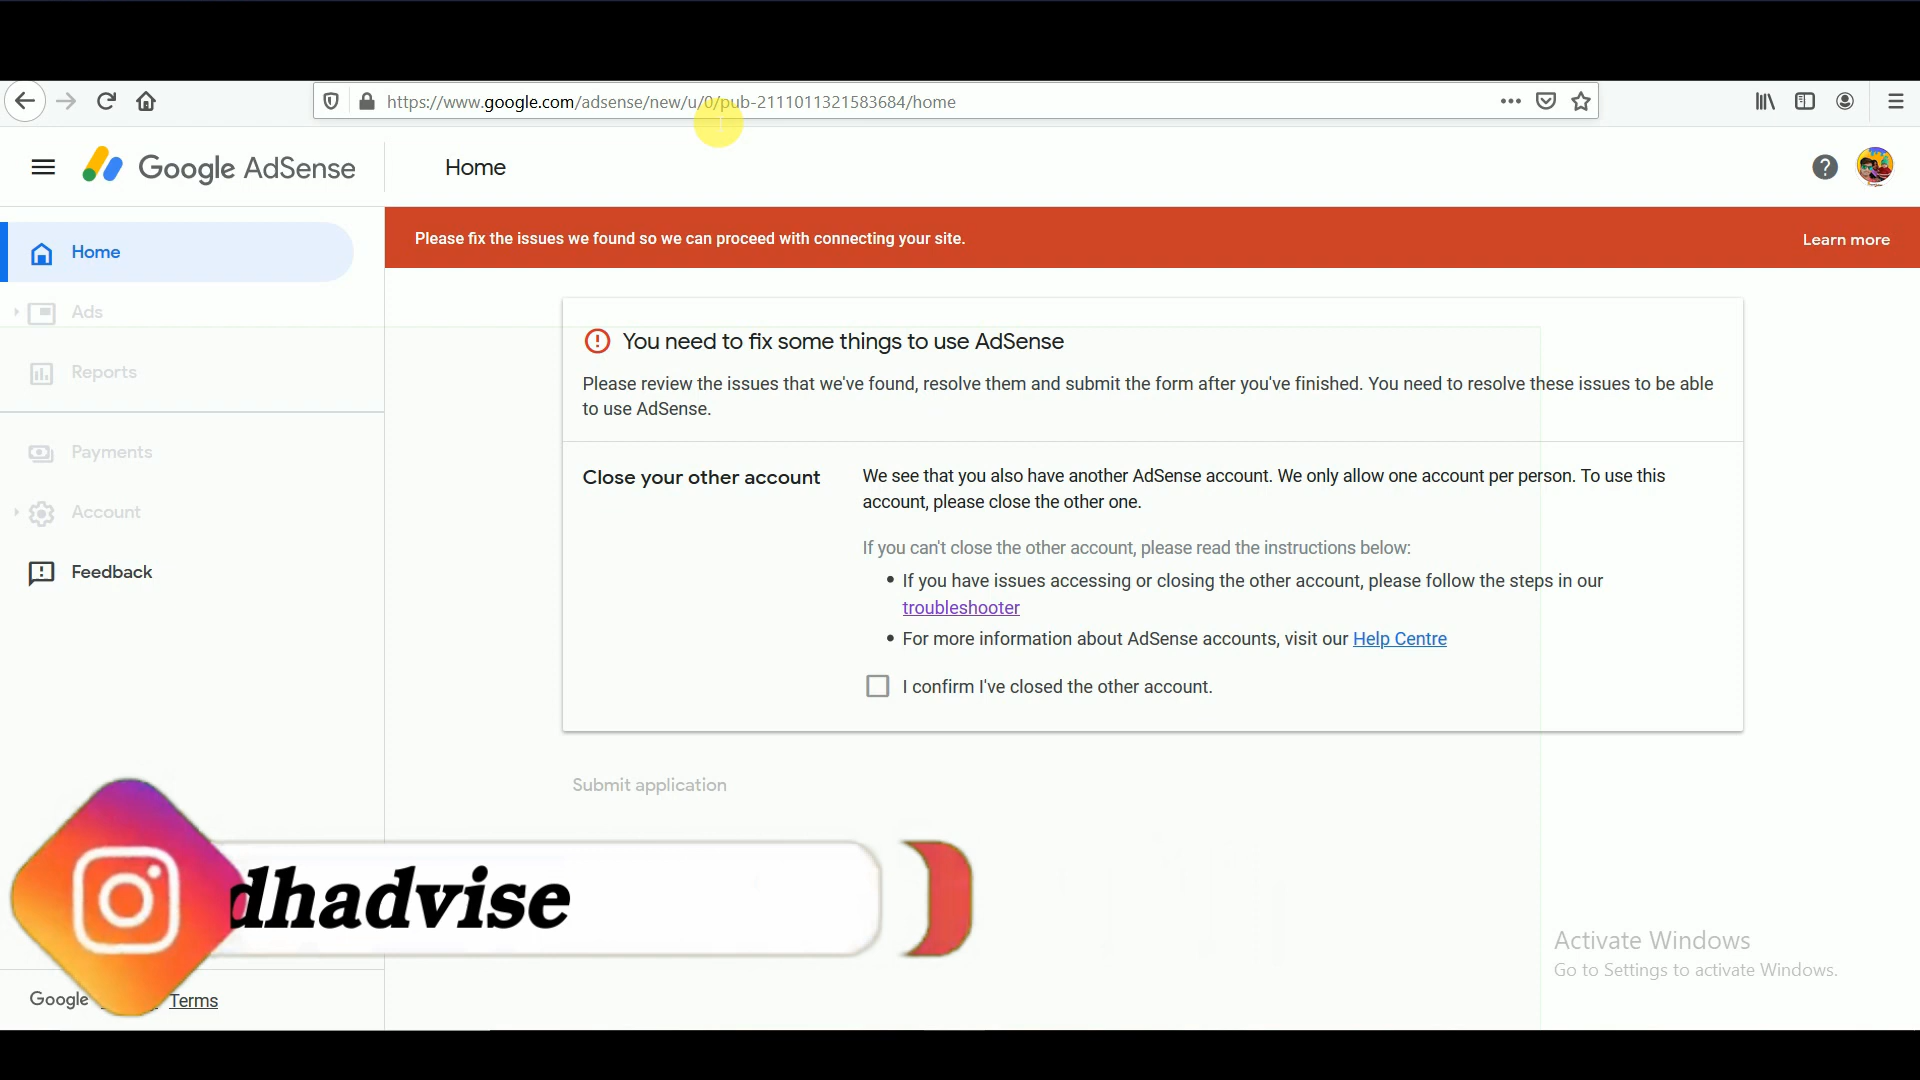 https://www.google.com/adsense/new/u/0/pub-2111011321583684/home
Google AdSense
Home
Home
Please fix the issues we found so we can proceed with connecting your site.
Learn more
Ads
Reports
Payments
Account
Feedback
You need to fix some things to use AdSense
Please review the issues that we've found, resolve them and submit the form after you've finished. You need to resolve these issues to be able
to use AdSense.
Close your other account
We see that you also have another AdSense account. We only allow one account per person. To use this
account, please close the other one.
If you can't close the other account, please read the instructions below:
• If you have issues accessing or closing the other account, please follow the steps in our
troubleshooter
• For more information about AdSense accounts, visit our Help Centre
I confirm I've closed the other account.
Submit application
dhadvise
Activate Windows
Go to Settings to activate Windows.
Google
Terms